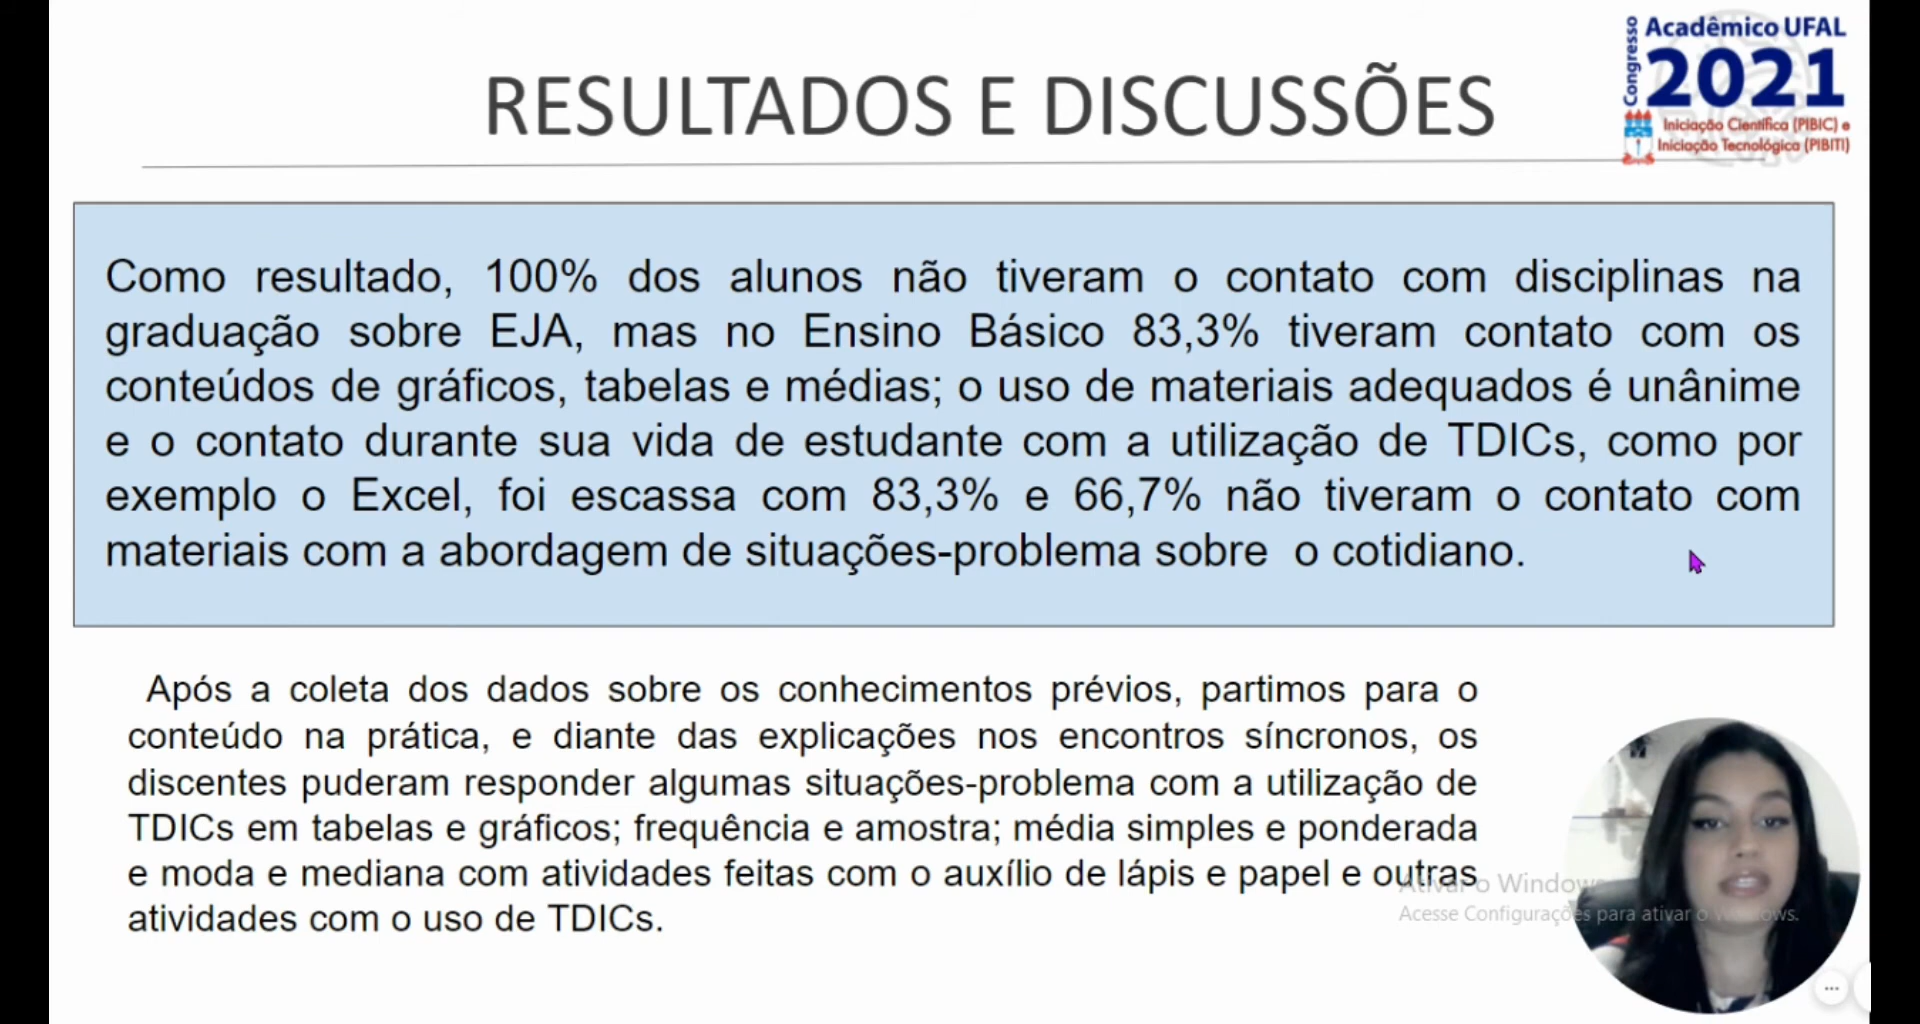 Congresso
Acadêmico UFAL
2021
Iniciação Científica (PIBIC) e
Iniciação Tecnológica (PIBITI)
RESULTADOS E DISCUSSÕES
Como resultado, 100% dos alunos não tiveram o contato com disciplinas na
graduação sobre EJA, mas no Ensino Básico 83,3% tiveram contato com os
conteúdos de gráficos, tabelas e médias; o uso de materiais adequados é unânime
e o contato durante sua vida de estudante com a utilização de TDICs, como por
exemplo o Excel, foi escassa com 83,3% e 66,7% não tiveram o contato com
materiais com a abordagem de situações-problema sobre o cotidiano.
Após a coleta dos dados sobre os conhecimentos prévios, partimos para o
conteúdo na prática, e diante das explicações nos encontros síncronos, os
discentes puderam responder algumas situações-problema com a utilização de
TDICs em tabelas e gráficos; frequência e amostra; média simples e ponderada
e moda e mediana com atividades feitas com o auxílio de lápis e papel e outras
atividades com o uso de TDICs.
Ativar o Windows
Acesse Configurações para ativar o Windows.